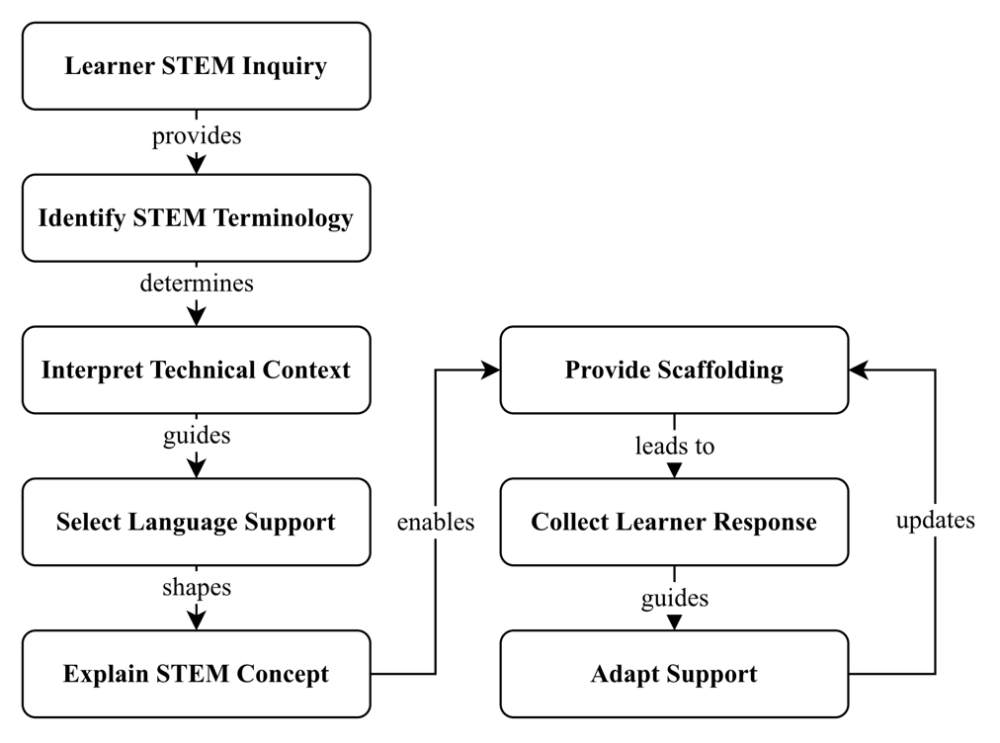 Learner STEM Inquiry
provides
Identify STEM Terminology
determines
Interpret Technical Context
guides
Select Language Support
shapes
Explain STEM Concept
enables
Provide Scaffolding
leads to
Collect Learner Response
guides
Adapt Support
updates